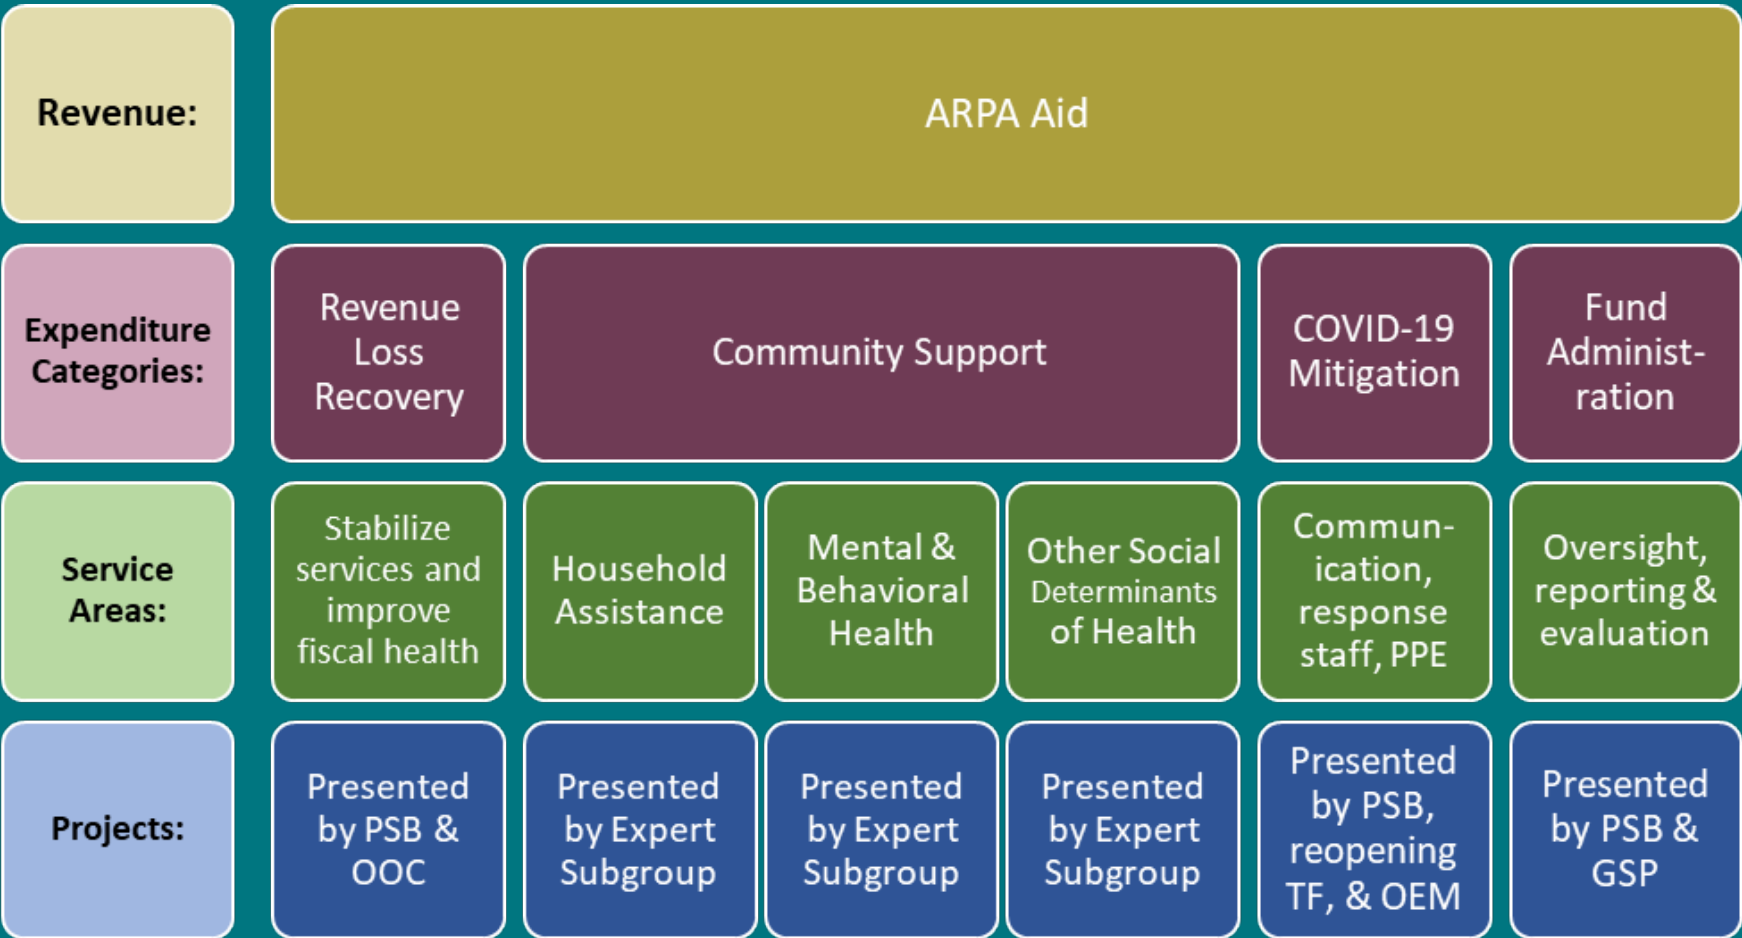 Revenue:
ARPA Aid
Expenditure
Categories:
Revenue
Loss
Recovery
Community Support
COVID-19
Mitigation
Fund
Administ-
ration
Service
Areas:
Stabilize
services and
improve
fiscal health
Household
Assistance
Mental &
Behavioral
Health
Other Social
Determinants
of Health
Commun-
ication,
response
staff, PPE
Oversight,
reporting &
evaluation
Projects:
Presented
by PSB &
OOC
Presented
by Expert
Subgroup
Presented
by Expert
Subgroup
Presented
by Expert
Subgroup
Presented
by PSB,
reopening
TF, & OEM
Presented
by PSB &
GSP